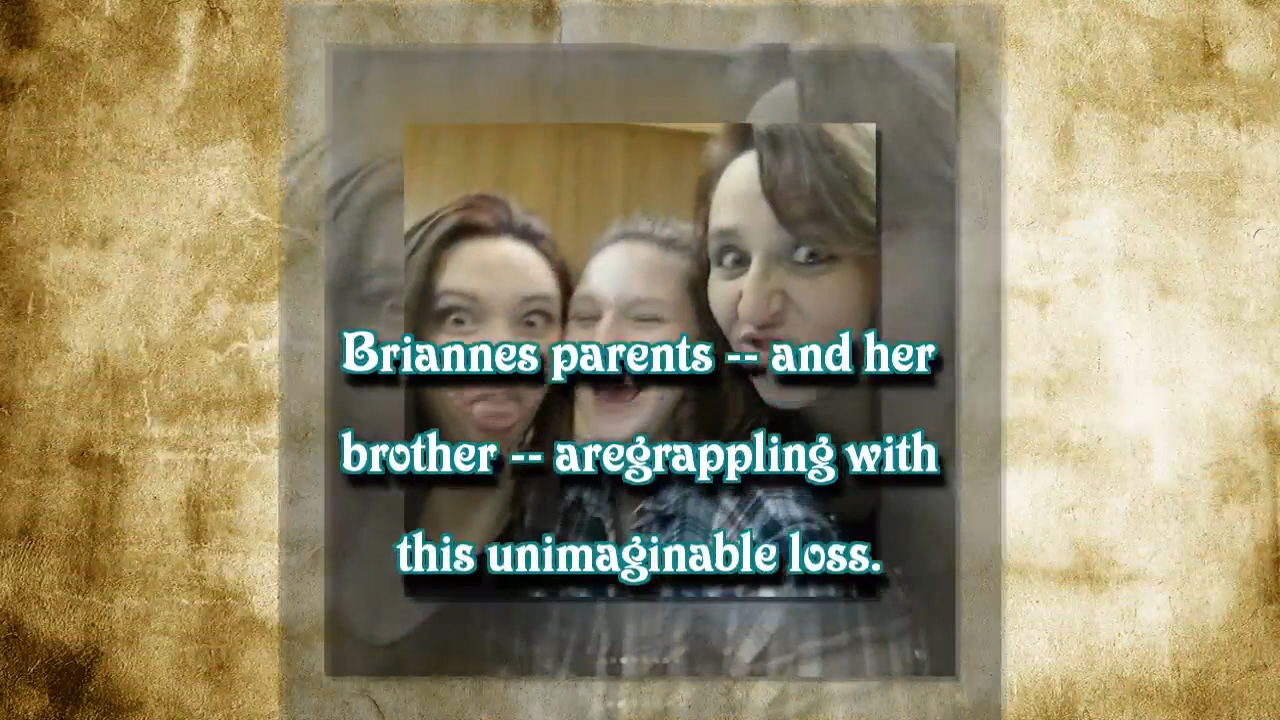 Briannes parents -- and her
brother -- aregrappling with
this unimaginable loss.